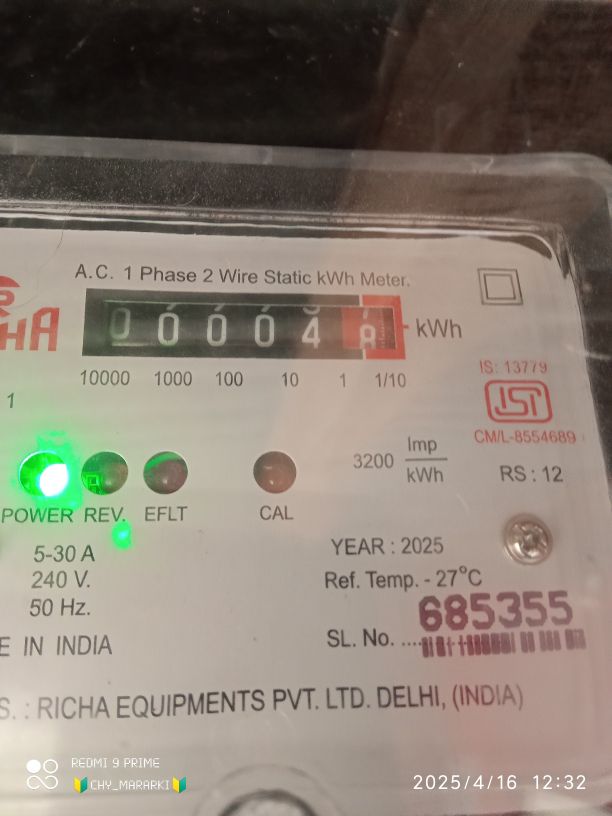 A.C. 1 Phase 2 Wire Static kWh Meter.
HA
0 0 0 0 4 8 kWh
10000 1000 100 10 1 1/10
1
IS: 13779
ISI
CM/L-8554689
3200 Imp/kWh
RS : 12
POWER REV. EFLT CAL
5-30 A
240 V.
50 Hz.
YEAR : 2025
Ref. Temp. - 27°C
685355
SL. No. ....
E IN INDIA
S. : RICHA EQUIPMENTS PVT. LTD. DELHI, (INDIA)
REDMI 9 PRIME
CHY_MARARKI
2025/4/16 12:32